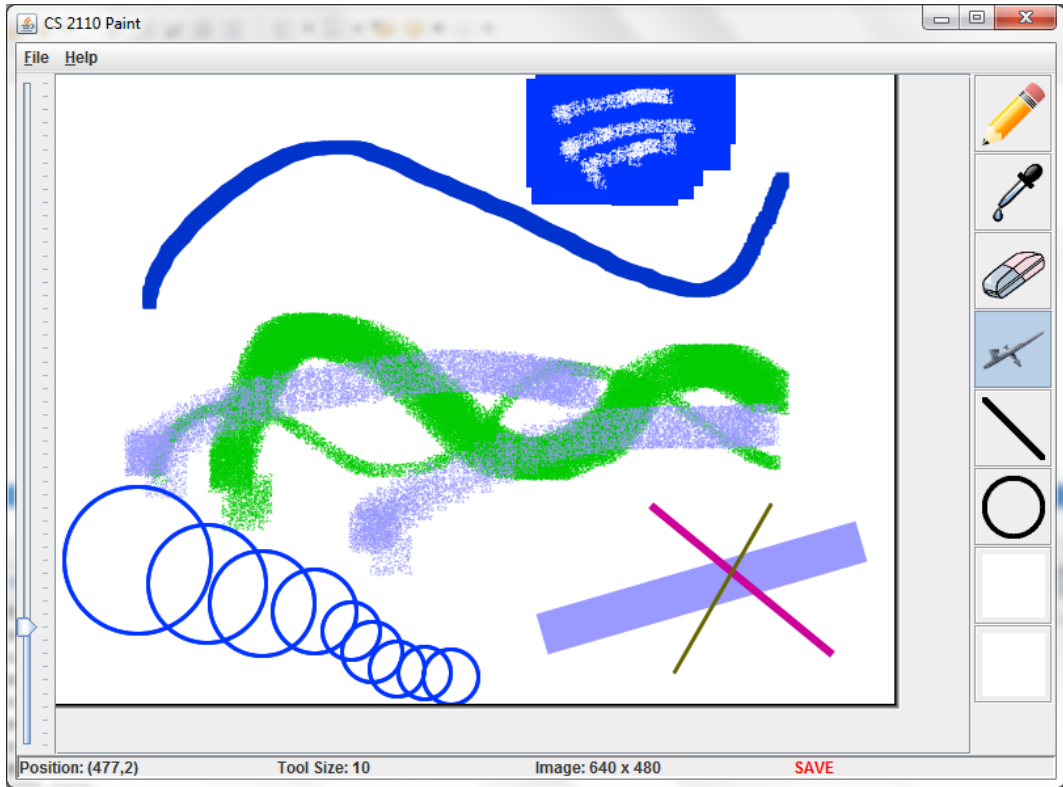 CS 2110 Paint
File Help
Position: (477,2) Tool Size: 10 Image: 640 x 480 SAVE